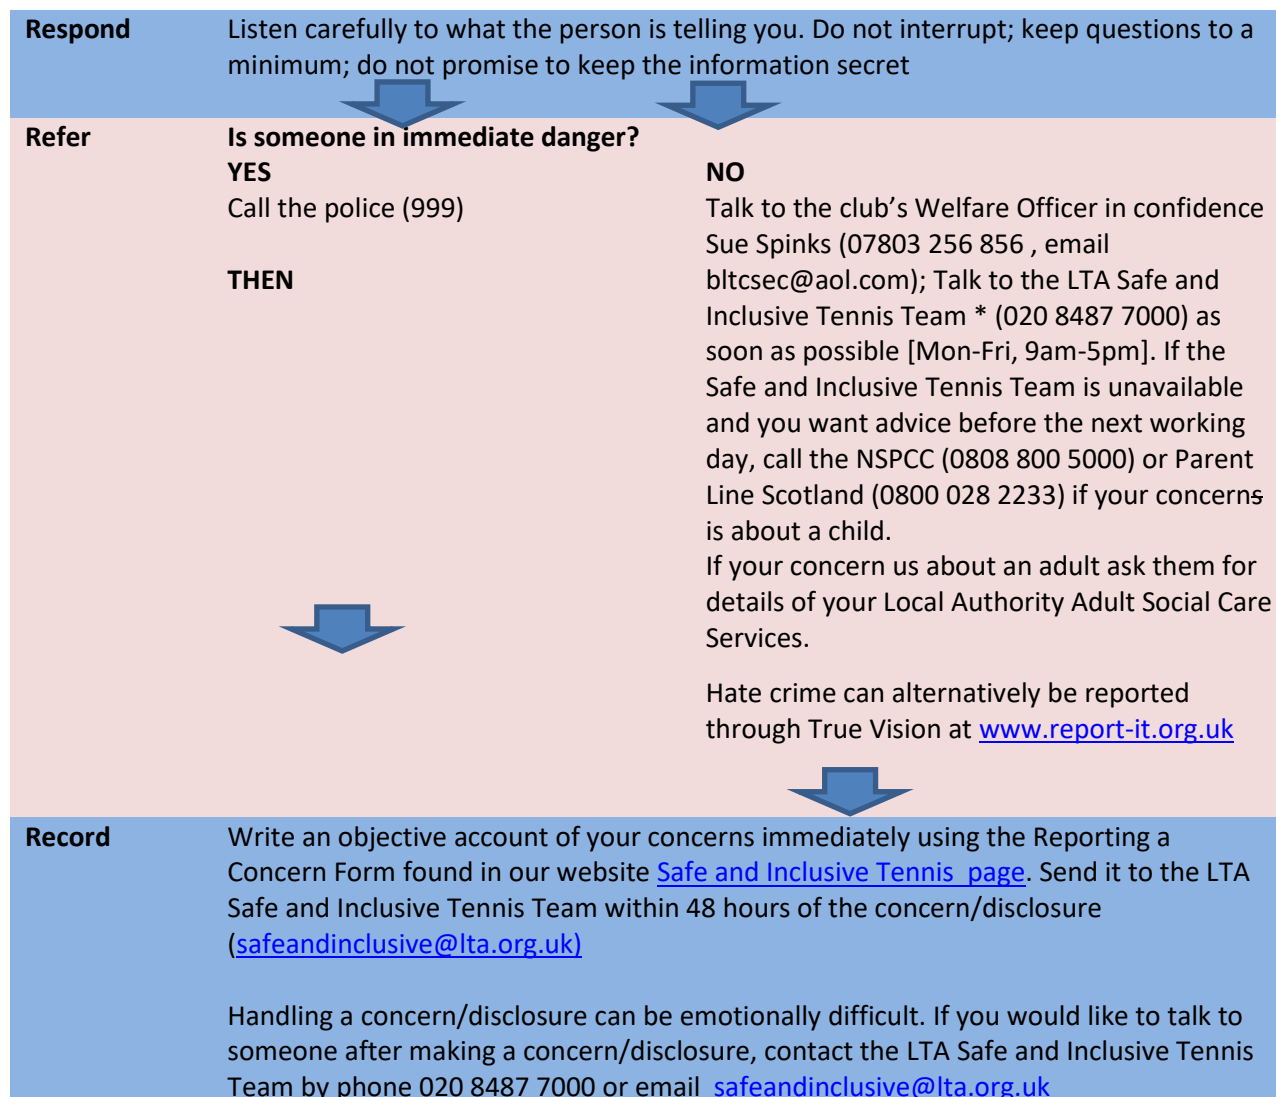 Respond
Listen carefully to what the person is telling you. Do not interrupt; keep questions to a
minimum; do not promise to keep the information secret
Refer
Is someone in immediate danger?
YES
Call the police (999)
THEN
NO
Talk to the club’s Welfare Officer in confidence
Sue Spinks (07803 256 856 , email
bltcsec@aol.com); Talk to the LTA Safe and
Inclusive Tennis Team * (020 8487 7000) as
soon as possible [Mon-Fri, 9am-5pm]. If the
Safe and Inclusive Tennis Team is unavailable
and you want advice before the next working
day, call the NSPCC (0808 800 5000) or Parent
Line Scotland (0800 028 2233) if your concerns
is about a child.
If your concern us about an adult ask them for
details of your Local Authority Adult Social Care
Services.
Hate crime can alternatively be reported
through True Vision at www.report-it.org.uk
Record
Write an objective account of your concerns immediately using the Reporting a
Concern Form found in our website Safe and Inclusive Tennis  page. Send it to the LTA
Safe and Inclusive Tennis Team within 48 hours of the concern/disclosure
(safeandinclusive@lta.org.uk)
Handling a concern/disclosure can be emotionally difficult. If you would like to talk to
someone after making a concern/disclosure, contact the LTA Safe and Inclusive Tennis
Team by phone 020 8487 7000 or email  safeandinclusive@lta.org.uk